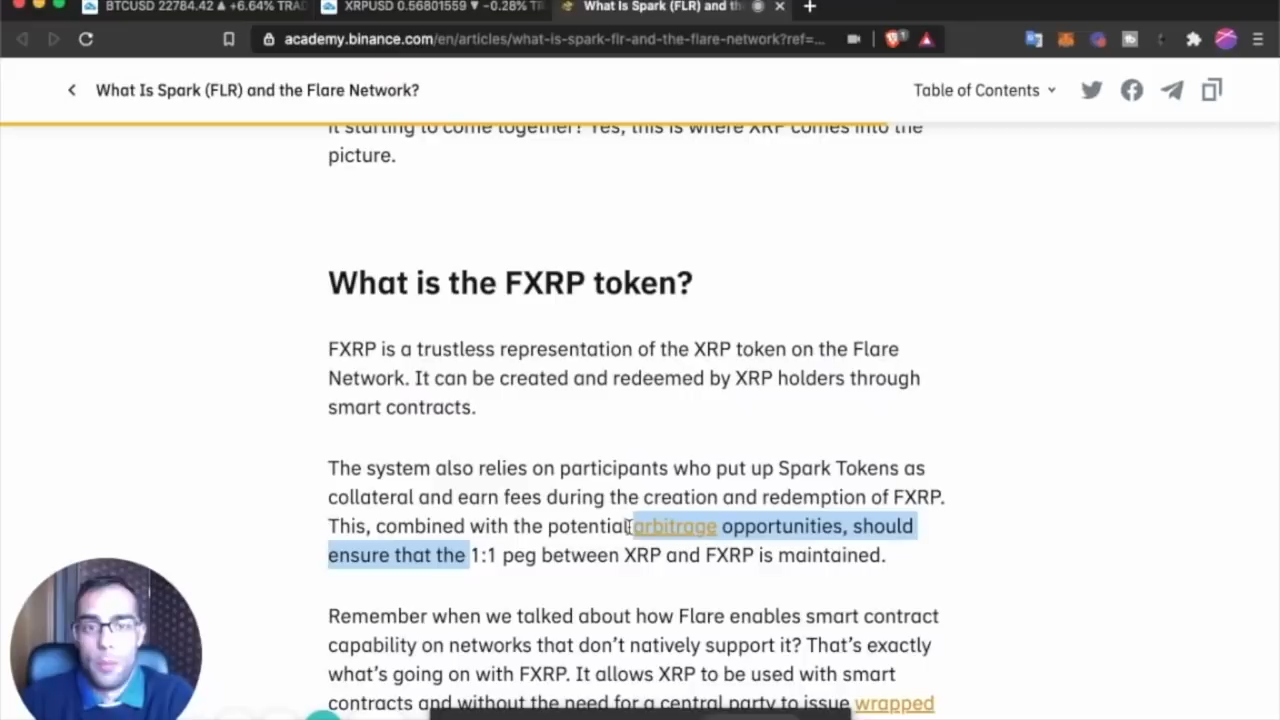 BTCUSD 22784.42 ▲ +6.64% TRA
XRPUSD 0.56801559 ▼ -0.28% T
What Is Spark (FLR) and th
academy.binance.com/en/articles/what-is-spark-flr-and-the-flare-network?ref=...
1
What Is Spark (FLR) and the Flare Network?
Table of Contents
it starting to come together? Yes, this is where XRP comes into the
picture.
What is the FXRP token?
FXRP is a trustless representation of the XRP token on the Flare
Network. It can be created and redeemed by XRP holders through
smart contracts.
The system also relies on participants who put up Spark Tokens as
collateral and earn fees during the creation and redemption of FXRP.
This, combined with the potential arbitrage opportunities, should
ensure that the 1:1 peg between XRP and FXRP is maintained.
Remember when we talked about how Flare enables smart contract
capability on networks that don't natively support it? That's exactly
what's going on with FXRP. It allows XRP to be used with smart
contracts and without the need for a central party to issue wrapped